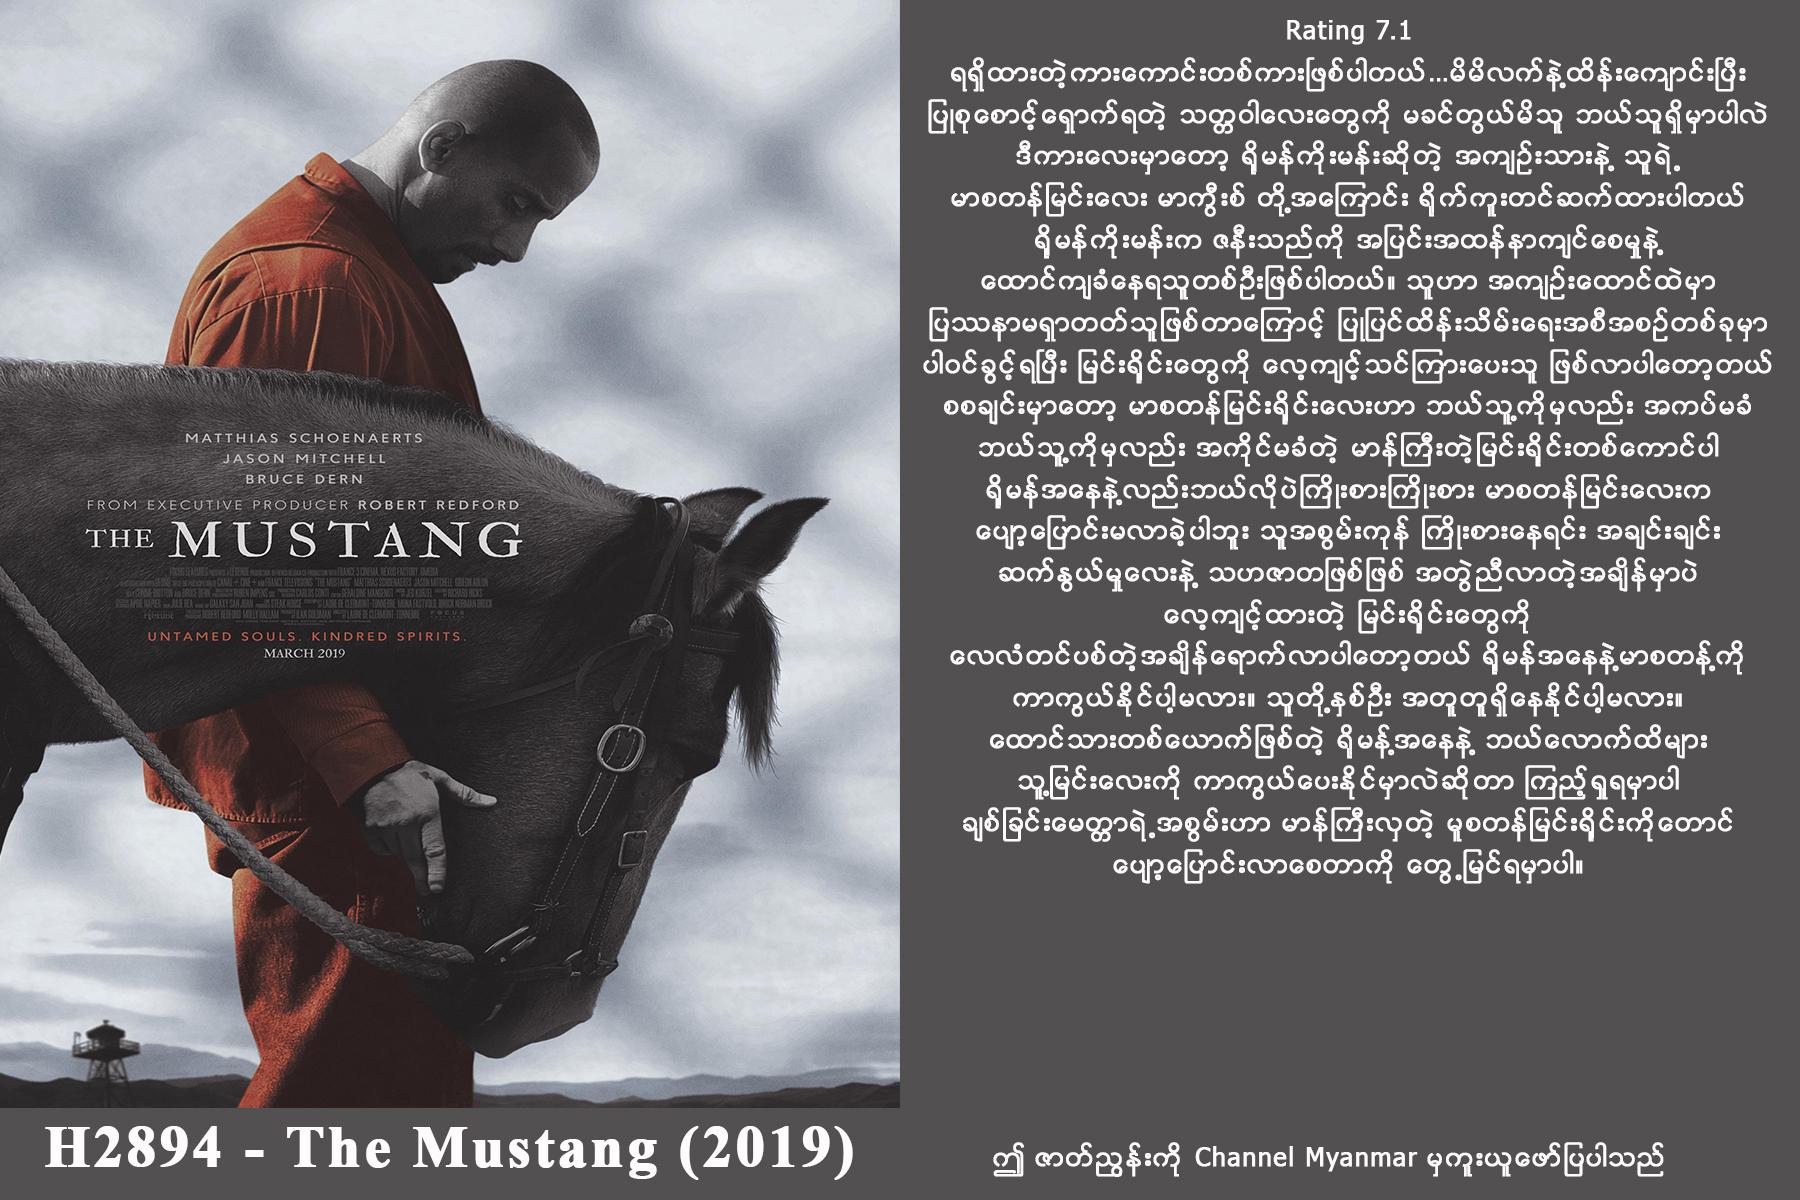 MATTHIAS SCHOENAERTS
JASON MITCHELL
BRUCE DERN
FROM EXECUTIVE PRODUCER ROBERT REDFORD
THE MUSTANG
UNTAMED SOULS. KINDRED SPIRITS.
MARCH 2019
H2894 - The Mustang (2019)
Rating 7.1
ရရှိထားတဲ့ကားကောင်းတစ်ကားဖြစ်ပါတယ်...မိမိလက်နဲ့ထိန်းကျောင်းပြီး
ပြုစုစောင့်ရှောက်ရတဲ့ သတ္တဝါလေးတွေကို မခင်တွယ်မိသူ ဘယ်သူရှိမှာပါလဲ
ဒီကားလေးမှာတော့ ရိုမန်ကိုးမန်းဆိုတဲ့ အကျဉ်းသားနဲ့ သူရဲ့
မာစတန်မြင်းလေး မာကွီးစ် တို့အကြောင်း ရိုက်ကူးတင်ဆက်ထားပါတယ်
ရိုမန်ကိုးမန်းက ဇနီးသည်ကို အပြင်းအထန်နာကျင်စေမှုနဲ့
ထောင်ကျခံနေရသူတစ်ဦးဖြစ်ပါတယ်။ သူဟာ အကျဉ်းထောင်ထဲမှာ
ပြဿနာမရှာတတ်သူဖြစ်တာကြောင့် ပြုပြင်ထိန်းသိမ်းရေးအစီအစဉ်တစ်ခုမှာ
ပါဝင်ခွင့်ရပြီး မြင်းရိုင်းတွေကို လေ့ကျင့်သင်ကြားပေးသူ ဖြစ်လာပါတော့တယ်
စစချင်းမှာတော့ မာစတန်မြင်းရိုင်းလေးဟာ ဘယ်သူ့ကိုမှလည်း အကပ်မခံ
ဘယ်သူ့ကိုမှလည်း အကိုင်မခံတဲ့ မာန်ကြီးတဲ့မြင်းရိုင်းတစ်ကောင်ပါ
ရိုမန်အနေနဲ့လည်းဘယ်လိုပဲကြိုးစားကြိုးစား မာစတန်မြင်းလေးက
ပျော့ပြောင်းမလာခဲ့ပါဘူး သူအစွမ်းကုန် ကြိုးစားနေရင်း အချင်းချင်း
ဆက်နွယ်မှုလေးနဲ့ သဟဇာတဖြစ်ဖြစ် အတွဲညီလာတဲ့အချိန်မှာပဲ
လေ့ကျင့်ထားတဲ့ မြင်းရိုင်းတွေကို
လေလံတင်ပစ်တဲ့အချိန်ရောက်လာပါတော့တယ် ရိုမန်အနေနဲ့မာစတန့်ကို
ကာကွယ်နိုင်ပါ့မလား။ သူတို့နှစ်ဦး အတူတူရှိနေနိုင်ပါ့မလား။
ထောင်သားတစ်ယောက်ဖြစ်တဲ့ ရိုမန့်အနေနဲ့ ဘယ်လောက်ထိများ
သူ့မြင်းလေးကို ကာကွယ်ပေးနိုင်မှာလဲဆိုတာ ကြည့်ရှုရမှာပါ
ချစ်ခြင်းမေတ္တာရဲ့အစွမ်းဟာ မာန်ကြီးလှတဲ့ မူစတန်မြင်းရိုင်းကိုတောင်
ပျော့ပြောင်းလာစေတာကို တွေ့မြင်ရမှာပါ။
ဤ ဇာတ်ညွှန်းကို Channel Myanmar မှကူးယူဖော်ပြပါသည်